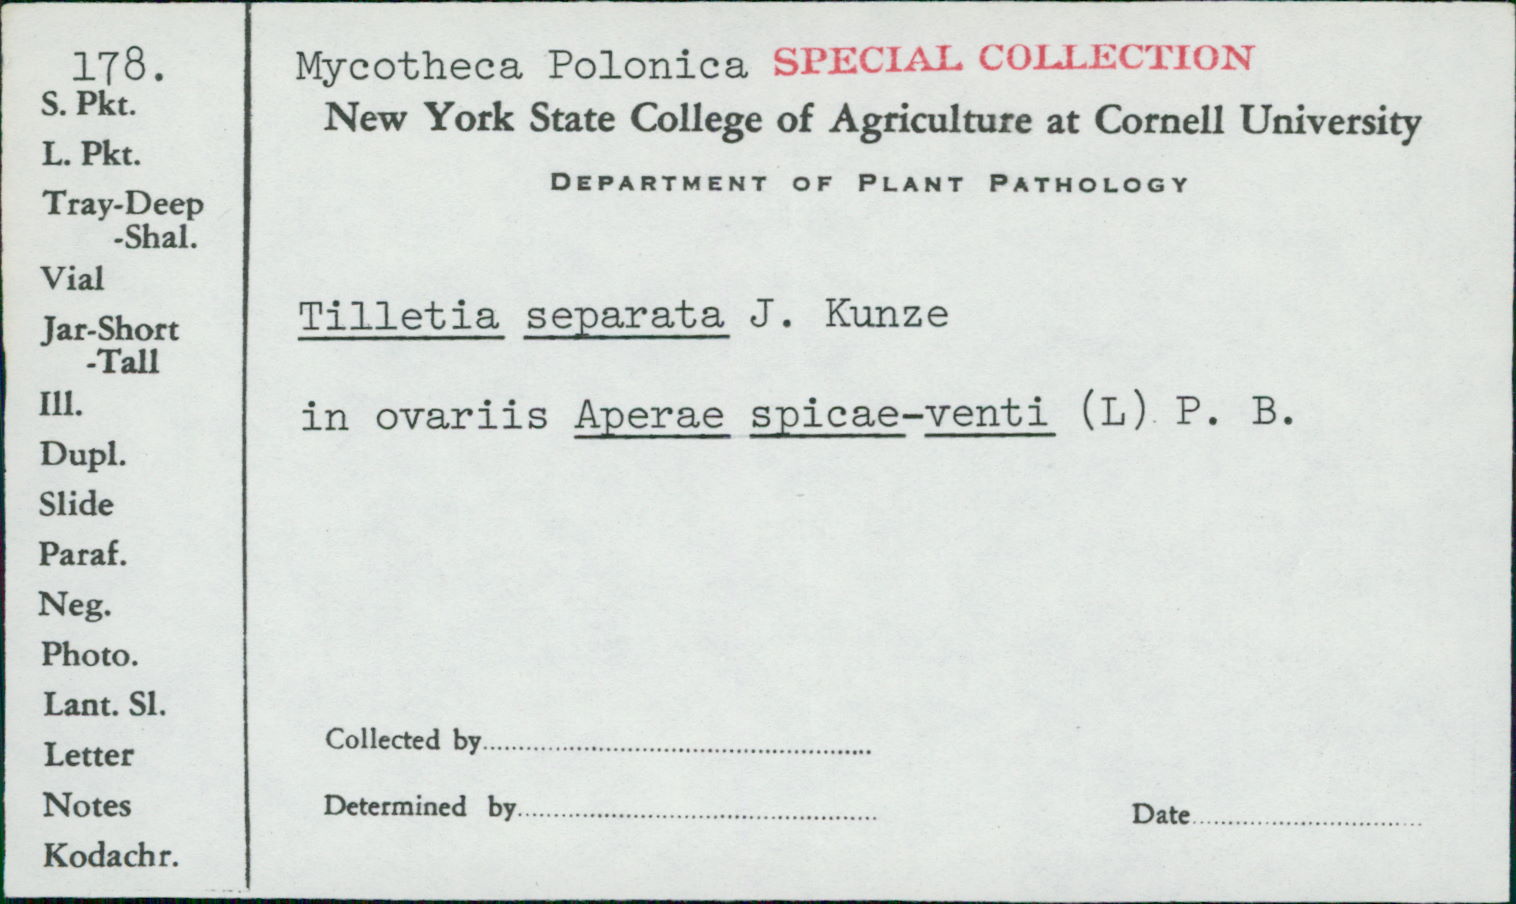 178.
S. Pkt.
L. Pkt.
Tray-Deep
-Shal.
Vial
Jar-Short
-Tall
Ill.
Dupl.
Slide
Paraf.
Neg.
Photo.
Lant. Sl.
Letter
Notes
Kodachr.
Mycotheca Polonica SPECIAL COLLECTION
New York State College of Agriculture at Cornell University
DEPARTMENT OF PLANT PATHOLOGY
Tilletia separata J. Kunze
in ovariis Aperae spicae-venti (L) P. B.
Collected by
Determined by
Date